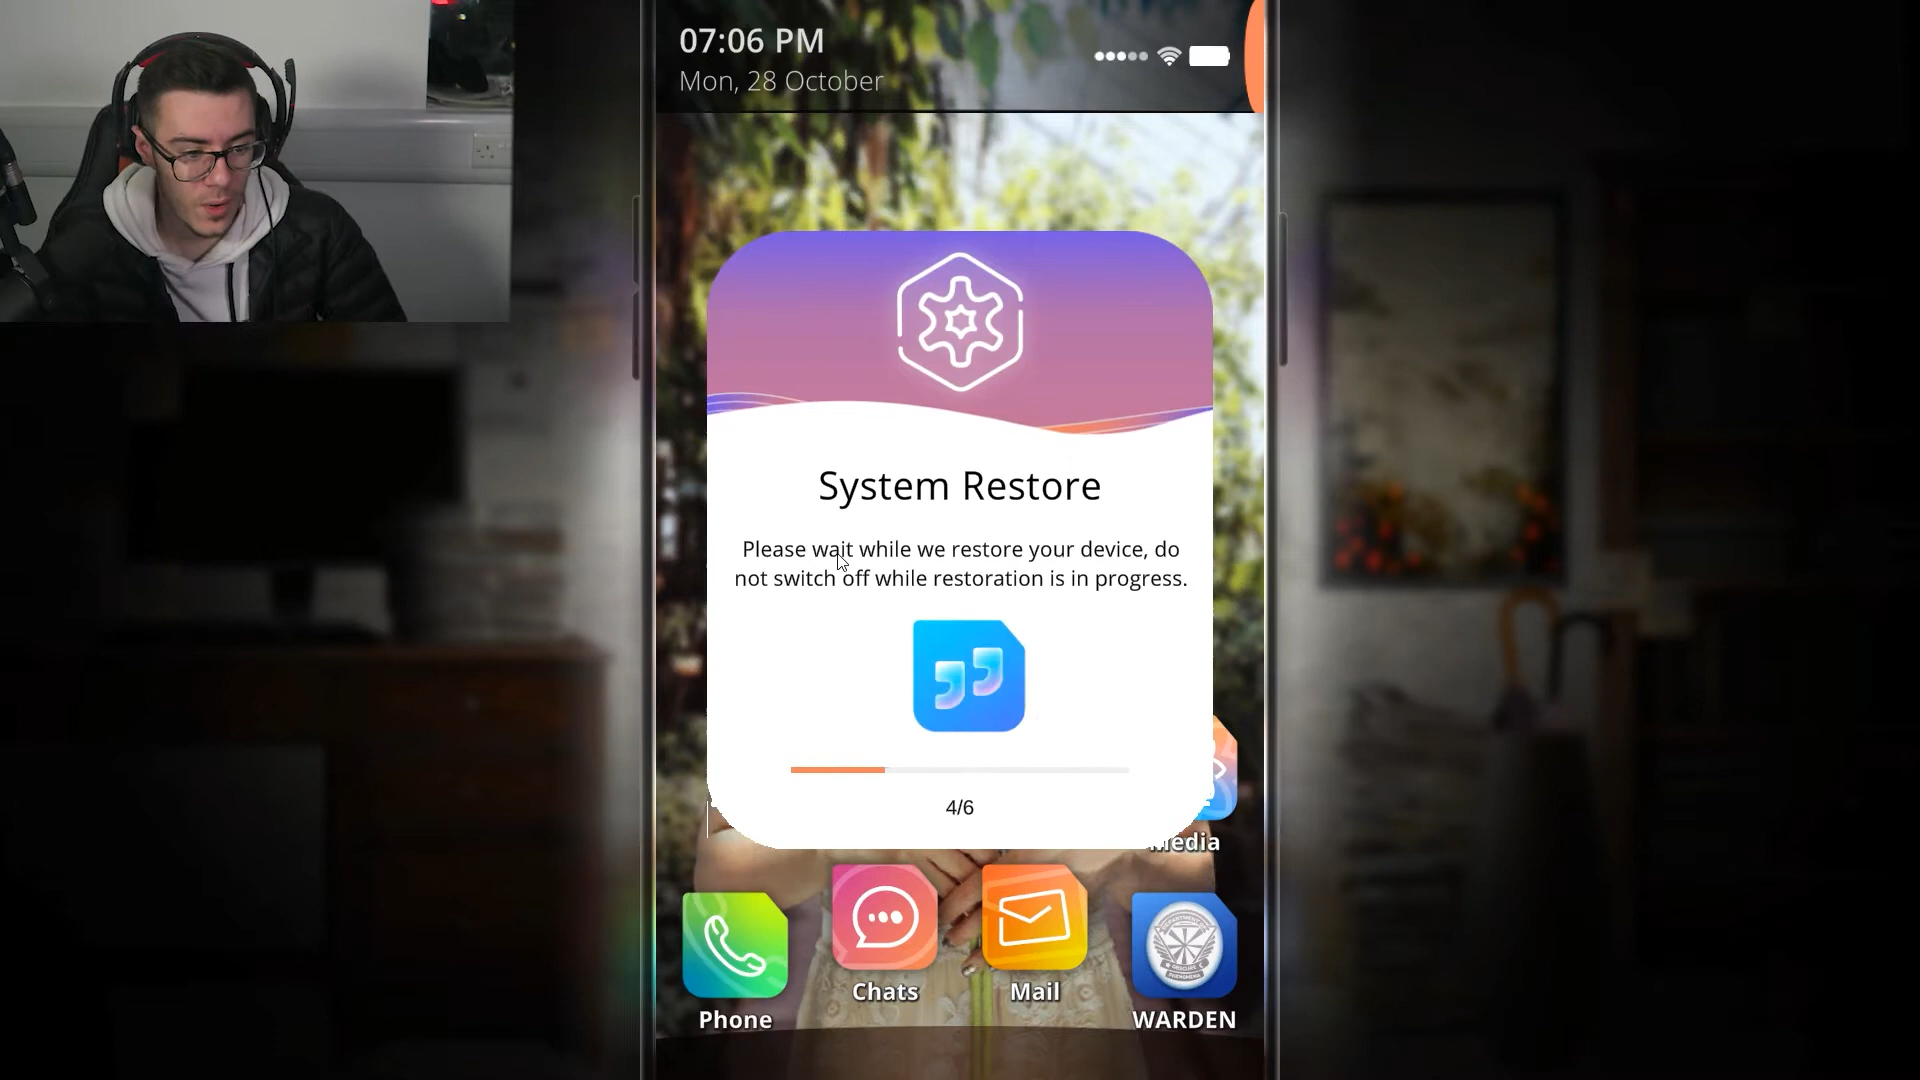 07:06 PM
Mon, 28 October
System Restore
Please wait while we restore your device, do
not switch off while restoration is in progress.
4/6
Media
Chats
Mail
Phone
WARDEN